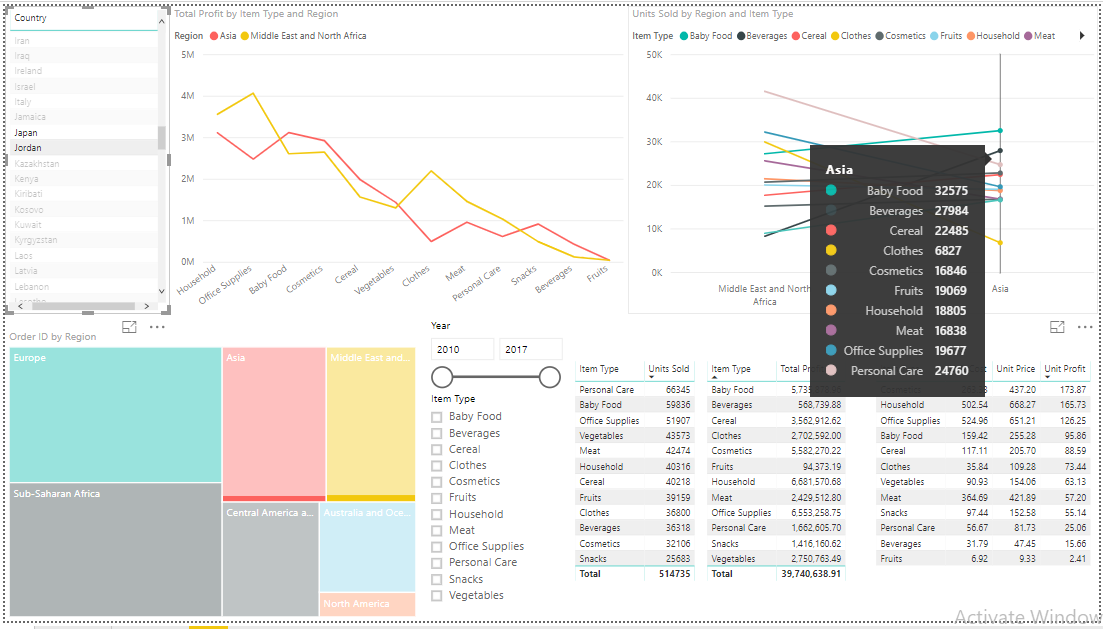 Country
Iran
Iraq
Ireland
Israel
Italy
Jamaica
Japan
Jordan
Kazakhstan
Kenya
Kiribati
Kosovo
Kuwait
Kyrgyzstan
Laos
Latvia
Lebanon
Total Profit by Item Type and Region
Region Asia Middle East and North Africa
5M
4M
3M
2M
1M
0M
Household
Office Supplies
Baby Food
Cosmetics
Cereal
Vegetables
Clothes
Meat
Personal Care
Snacks
Beverages
Fruits
Units Sold by Region and Item Type
Item Type Baby Food Beverages Cereal Clothes Cosmetics Fruits Household Meat
50K
40K
30K
20K
10K
0K
Middle East and North
Africa
Asia
Asia
Baby Food 32575
Beverages 27984
Cereal 22485
Clothes 6827
Cosmetics 16846
Fruits 19069
Household 18805
Meat 16838
Office Supplies 19677
Personal Care 24760
Order ID by Region
Europe
Asia
Middle East and...
Sub-Saharan Africa
Central America a...
Australia and Oce...
North America
Year
2010 2017
Item Type
Baby Food
Beverages
Cereal
Clothes
Cosmetics
Fruits
Household
Meat
Office Supplies
Personal Care
Snacks
Vegetables
Item Type Units Sold
Personal Care 66345
Baby Food 59836
Office Supplies 51907
Vegetables 43573
Meat 42474
Household 40316
Cereal 40218
Fruits 39159
Clothes 36800
Beverages 36318
Cosmetics 32106
Snacks 25683
Total 514735
Item Type Total Pro
Baby Food
Beverages 568,739.88
Cereal 3,562,912.62
Clothes 2,702,592.00
Cosmetics 5,582,270.22
Fruits 94,373.19
Household 6,681,570.68
Meat 2,429,512.80
Office Supplies 6,553,258.75
Personal Care 1,662,605.70
Snacks 1,416,160.62
Vegetables 2,750,763.49
Total 39,740,638.91
Unit Price Unit Profit
437.20 173.87
Household 502.54 668.27 165.73
Office Supplies 524.96 651.21 126.25
Baby Food 159.42 255.28 95.86
Cereal 117.11 205.70 88.59
Clothes 35.84 109.28 73.44
Vegetables 90.93 154.06 63.13
Meat 364.69 421.89 57.20
Snacks 97.44 152.58 55.14
Personal Care 56.67 81.73 25.06
Beverages 31.79 47.45 15.66
Fruits 6.92 9.33 2.41
Activate Window